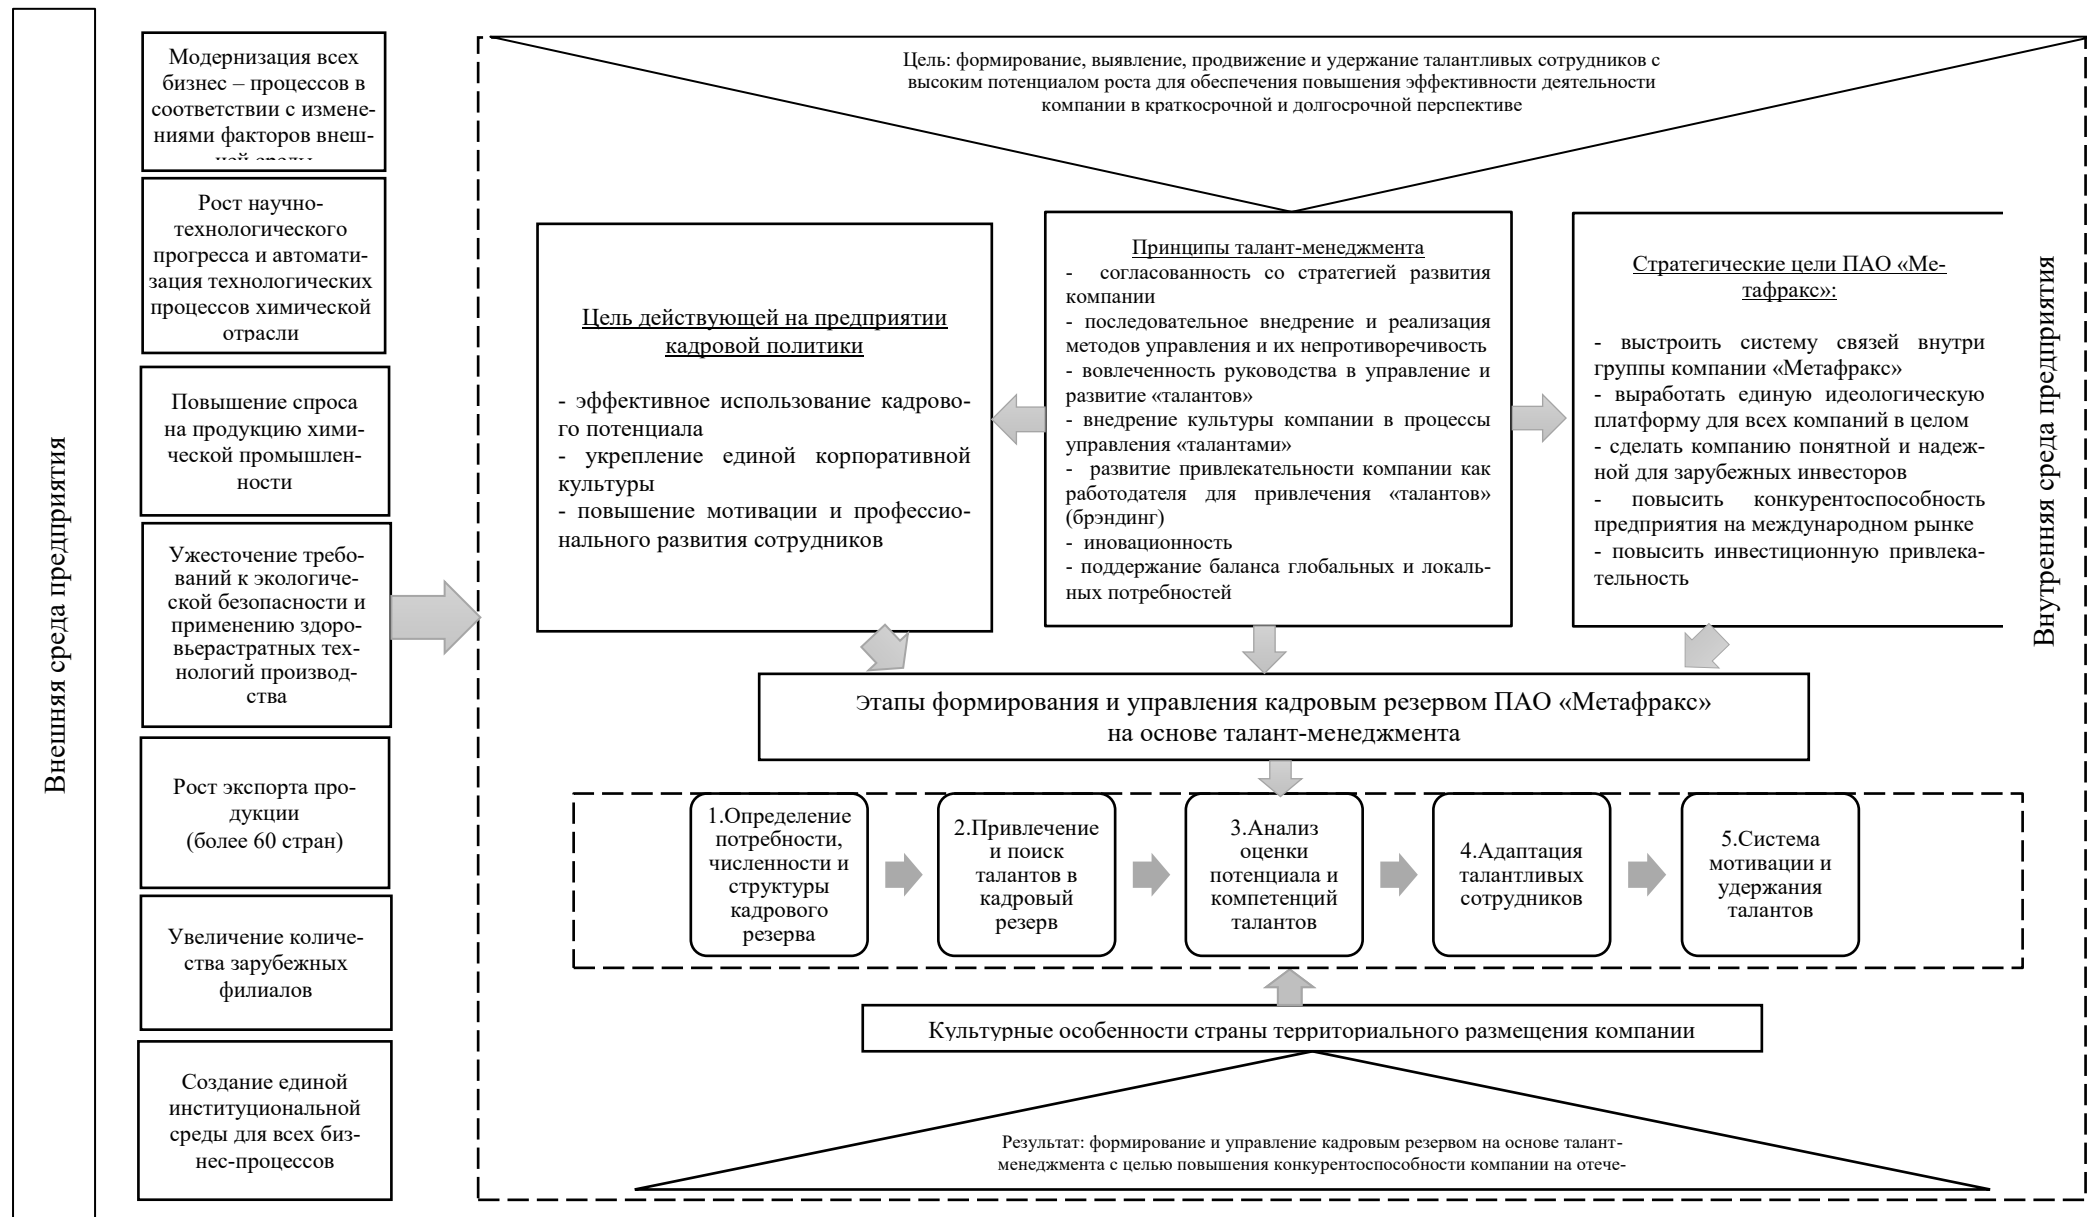 Внешняя среда предприятия
Модернизация всех
бизнес – процессов в
соответствии с измене-
ниями факторов внеш-
ней среды
Рост научно-
технологического
прогресса и автомати-
зация технологических
процессов химической
отрасли
Повышение спроса
на продукцию хими-
ческой промышлен-
ности
Ужесточение требо-
ваний к экологиче-
ской безопасности и
применению здоро-
вьерастратных тех-
нологий производ-
ства
Рост экспорта про-
дукции
(более 60 стран)
Увеличение количе-
ства зарубежных
филиалов
Создание единой
институциональной
среды для всех биз-
нес-процессов
Цель: формирование, выявление, продвижение и удержание талантливых сотрудников с
высоким потенциалом роста для обеспечения повышения эффективности деятельности
компании в краткосрочной и долгосрочной перспективе
Цель действующей на предприятии
кадровой политики
- эффективное использование кадрово-
го потенциала
- укрепление единой корпоративной
культуры
- повышение мотивации и профессио-
нального развития сотрудников
Принципы талант-менеджмента
- согласованность со стратегией развития
компании
- последовательное внедрение и реализация
методов управления и их непротиворечивость
- вовлеченность руководства в управление и
развитие «талантов»
- внедрение культуры компании в процессы
управления «талантами»
- развитие привлекательности компании как
работодателя для привлечения «талантов»
(брэндинг)
- иновационность
- поддержание баланса глобальных и локаль-
ных потребностей
Стратегические цели ПАО «Ме-
тафракс»:
- выстроить систему связей внутри
группы компании «Метафракс»
- выработать единую идеологическую
платформу для всех компаний в целом
- сделать компанию понятной и надеж-
ной для зарубежных инвесторов
- повысить конкурентоспособность
предприятия на международном рынке
- повысить инвестиционную привлека-
тельность
Внутренняя среда предприятия
Этапы формирования и управления кадровым резервом ПАО «Метафракс»
на основе талант-менеджмента
1.Определение
потребности,
численности и
структуры
кадрового
резерва
2.Привлечение
и поиск
талантов в
кадровый
резерв
3.Анализ
оценки
потенциала и
компетенций
талантов
4.Адаптация
талантливых
сотрудников
5.Система
мотивации и
удержания
талантов
Культурные особенности страны территориального размещения компании
Результат: формирование и управление кадровым резервом на основе талант-
менеджмента с целью повышения конкурентоспособности компании на отече-